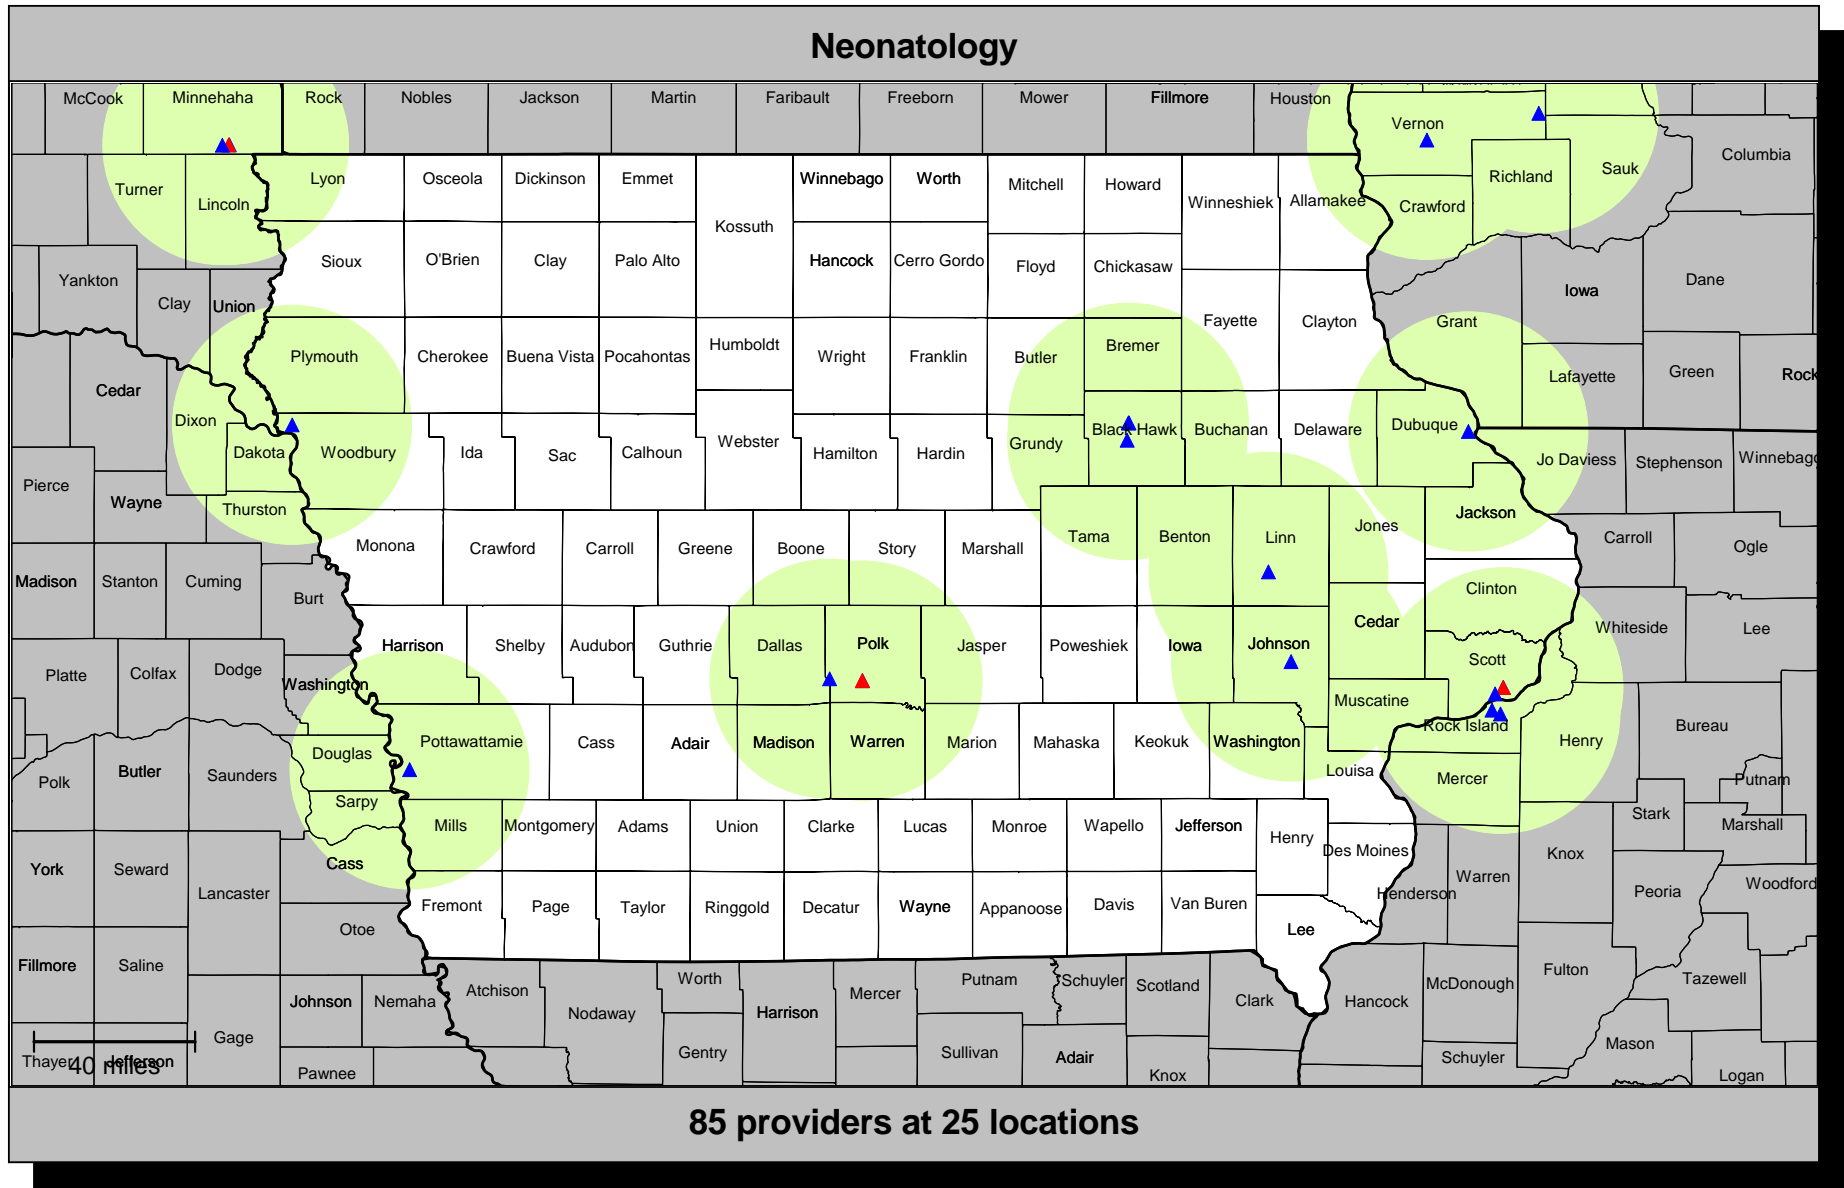 Neonatology
McCook Minnehaha Rock Nobles Jackson Martin Faribault Freeborn Mower Fillmore Houston
Vernon
Columbia
Turner Lincoln Lyon Osceola Dickinson Emmet Winnebago Worth Mitchell Howard Richland Sauk
Kossuth Winneshiek Allamakee Crawford
Yankton Clay Union Sioux O'Brien Clay Palo Alto Hancock Cerro Gordo Floyd Chickasaw Iowa Dane
Fayette Clayton Grant
Cedar Plymouth Cherokee Buena Vista Pocahontas Humboldt Wright Franklin Butler Bremer Lafayette Green Rock
Dixon Dakota Woodbury Ida Sac Calhoun Webster Hamilton Hardin Grundy Black Hawk Buchanan Delaware Dubuque
Jo Daviess Stephenson Winnebago
Pierce Wayne Thurston Jackson
Monona Crawford Carroll Greene Boone Story Marshall Tama Benton Linn Jones Carroll Ogle
Madison Stanton Cuming Burt Clinton
Harrison Shelby Audubon Guthrie Dallas Polk Jasper Poweshiek Iowa Johnson Cedar Whiteside Lee
Platte Colfax Dodge Washington Scott
Muscatine Rock Island Bureau
Douglas Pottawattamie Cass Adair Madison Warren Marion Mahaska Keokuk Washington Henry
Polk Butler Saunders Louisa Mercer Putnam
Sarpy Mills Montgomery Adams Union Clarke Lucas Monroe Wapello Jefferson Henry Stark Marshall
York Seward Cass Des Moines Knox
Lancaster Henderson Warren Peoria Woodford
Fremont Page Taylor Ringgold Decatur Wayne Appanoose Davis Van Buren
Otoe Lee
Fillmore Saline Worth Putnam Schuyler Scotland McDonough Fulton Tazewell
Johnson Nemaha Atchison Nodaway Harrison Mercer Clark Hancock
Gage Gentry Sullivan Adair Schuyler Mason
Thayer Jefferson Pawnee Knox Logan
40 miles
85 providers at 25 locations